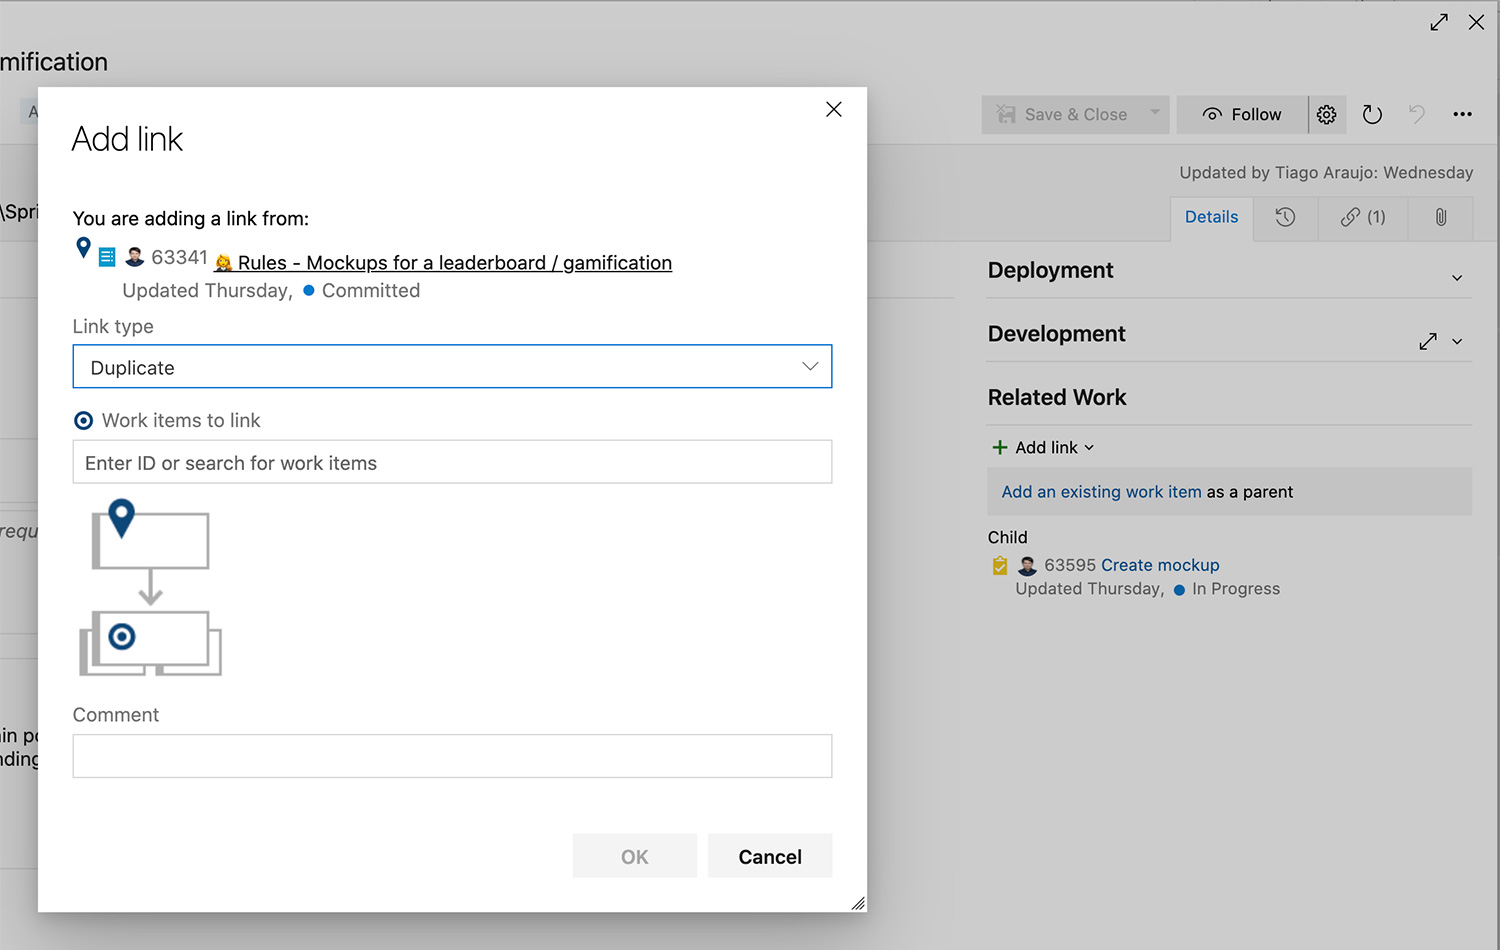 mification
A
Save & Close
Follow
Updated by Tiago Araujo: Wednesday
\Spri
Details
(1)
Add link
You are adding a link from:
63341 Rules - Mockups for a leaderboard / gamification
Updated Thursday, Committed
Link type
Duplicate
Work items to link
Enter ID or search for work items
requ
in po
nding
Comment
OK
Cancel
Deployment
Development
Related Work
+ Add link
Add an existing work item as a parent
Child
63595 Create mockup
Updated Thursday, In Progress